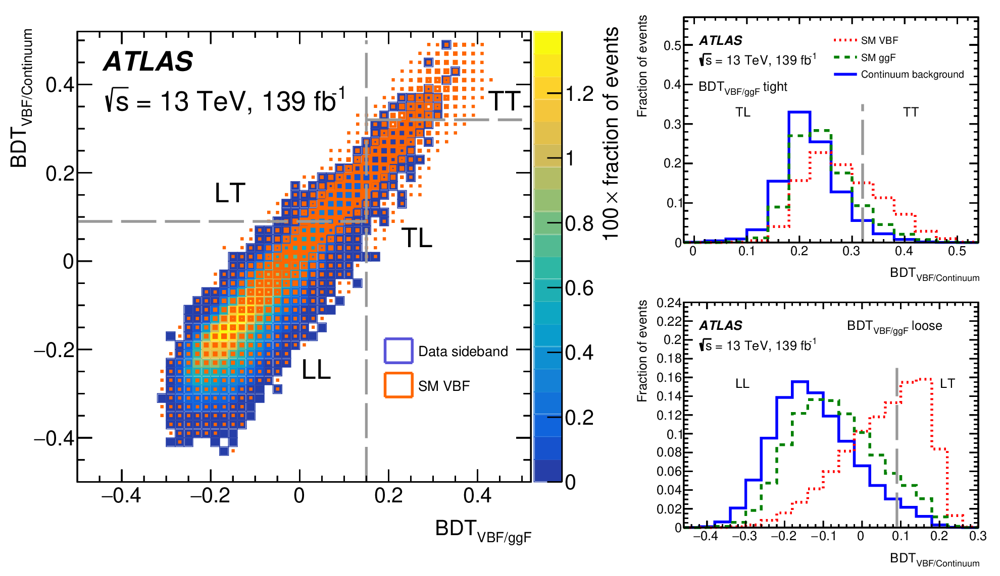 ATLAS
√s = 13 TeV, 139 fb-1
BDTVBF/Continuum
0.4
0.2
0
−0.2
−0.4
LT
TT
TL
LL
Data sideband
SM VBF
−0.4 −0.2 0 0.2 0.4
BDTVBF/ggF
1.2
1
0.8
0.6
0.4
0.2
0
100 × fraction of events
Fraction of events
0.5
0.4
0.3
0.2
0.1
0
ATLAS
√s = 13 TeV, 139 fb-1
BDTVBF/ggF tight
SM VBF
SM ggF
Continuum background
TL TT
0 0.1 0.2 0.3 0.4 0.5
BDTVBF/Continuum
Fraction of events
0.24
0.22
0.2
0.18
0.16
0.14
0.12
0.1
0.08
0.06
0.04
0.02
0
ATLAS
√s = 13 TeV, 139 fb-1
BDTVBF/ggF loose
LL LT
−0.4 −0.3 −0.2 −0.1 0 0.1 0.2 0.3
BDTVBF/Continuum